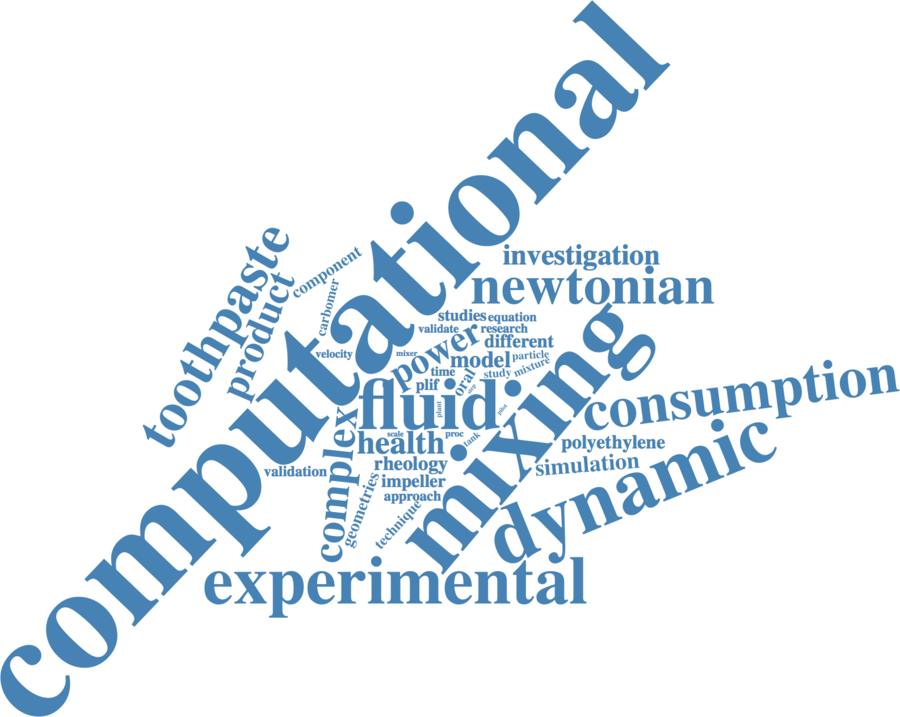 computational
toothpaste
product
component
carbomer
investigation
newtonian
studies
equation
validate
research
power
different
velocity
mixer
model
particle
time
study
mixture
plif
oral
fluid
mixing
plant
step
pilot
consumption
dynamic
complex
health
scale
proc
tank
polyethylene
validation
rheology
simulation
impeller
geometries
approach
technique
experimental